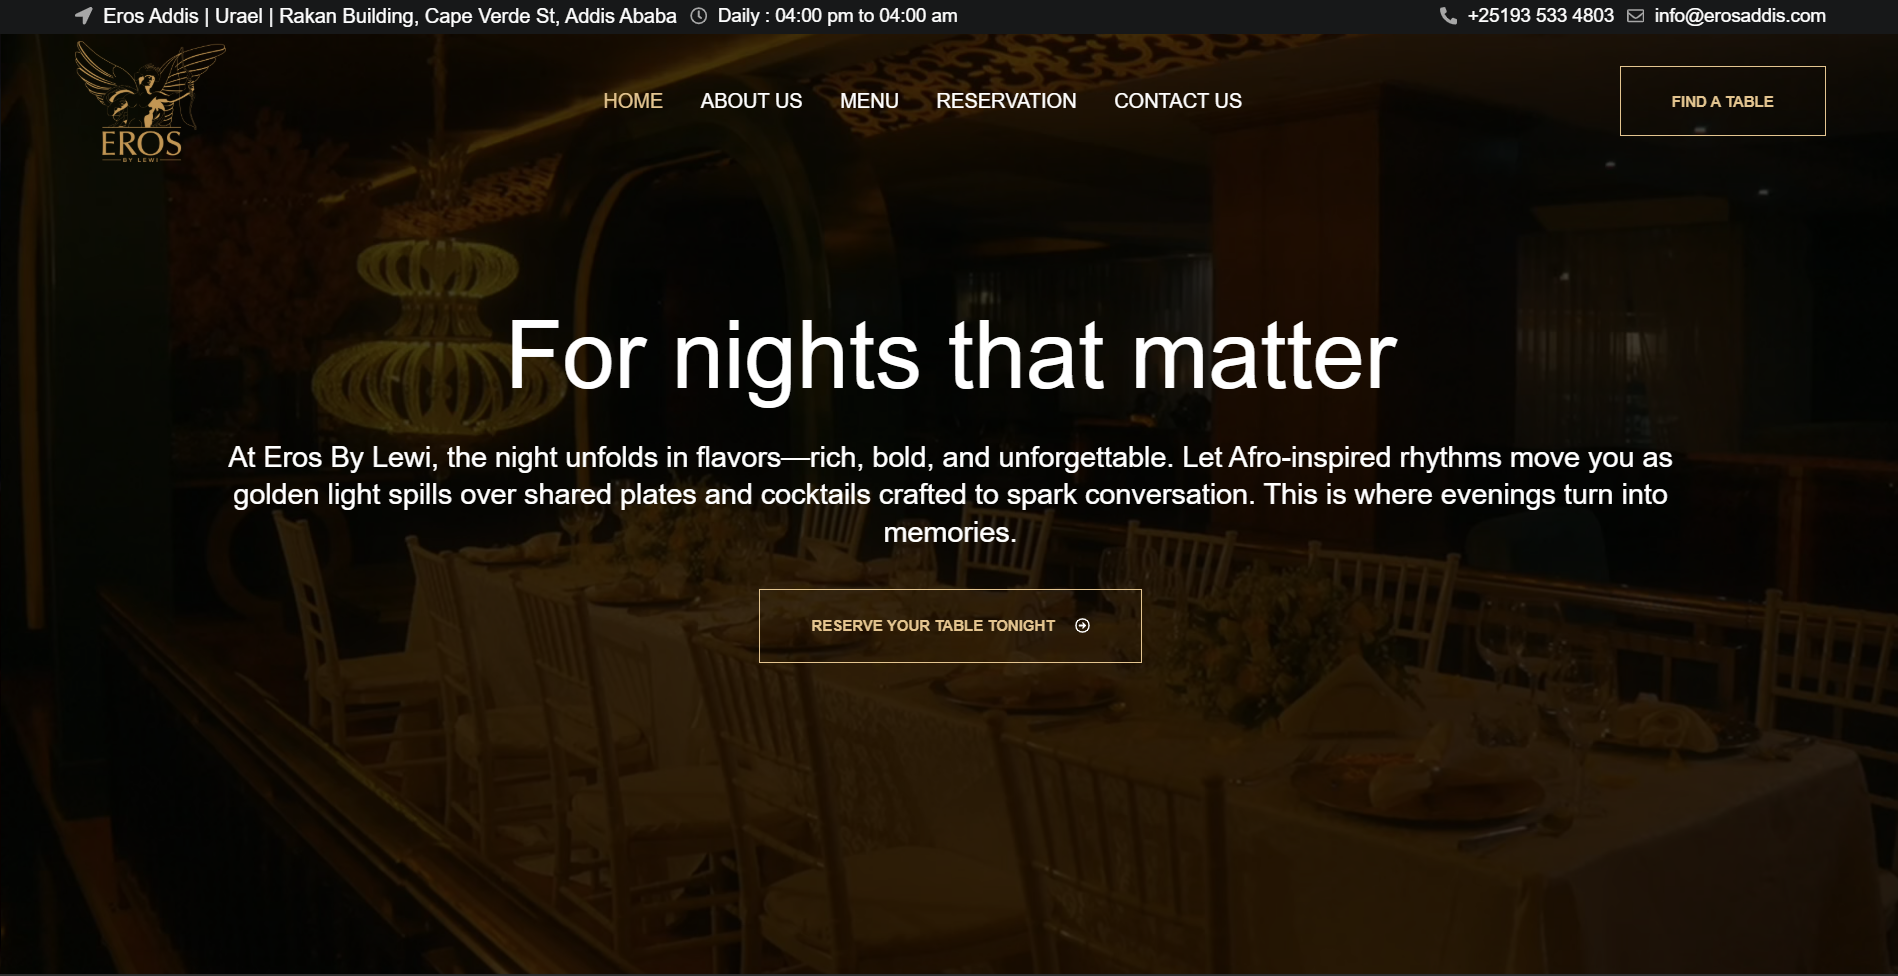 Eros Addis | Urael | Rakan Building, Cape Verde St, Addis Ababa Daily : 04:00 pm to 04:00 am +25193 533 4803 info@erosaddis.com
EROS
BY LEWI
HOME ABOUT US MENU RESERVATION CONTACT US
FIND A TABLE
For nights that matter
At Eros By Lewi, the night unfolds in flavors—rich, bold, and unforgettable. Let Afro-inspired rhythms move you as
golden light spills over shared plates and cocktails crafted to spark conversation. This is where evenings turn into
memories.
RESERVE YOUR TABLE TONIGHT